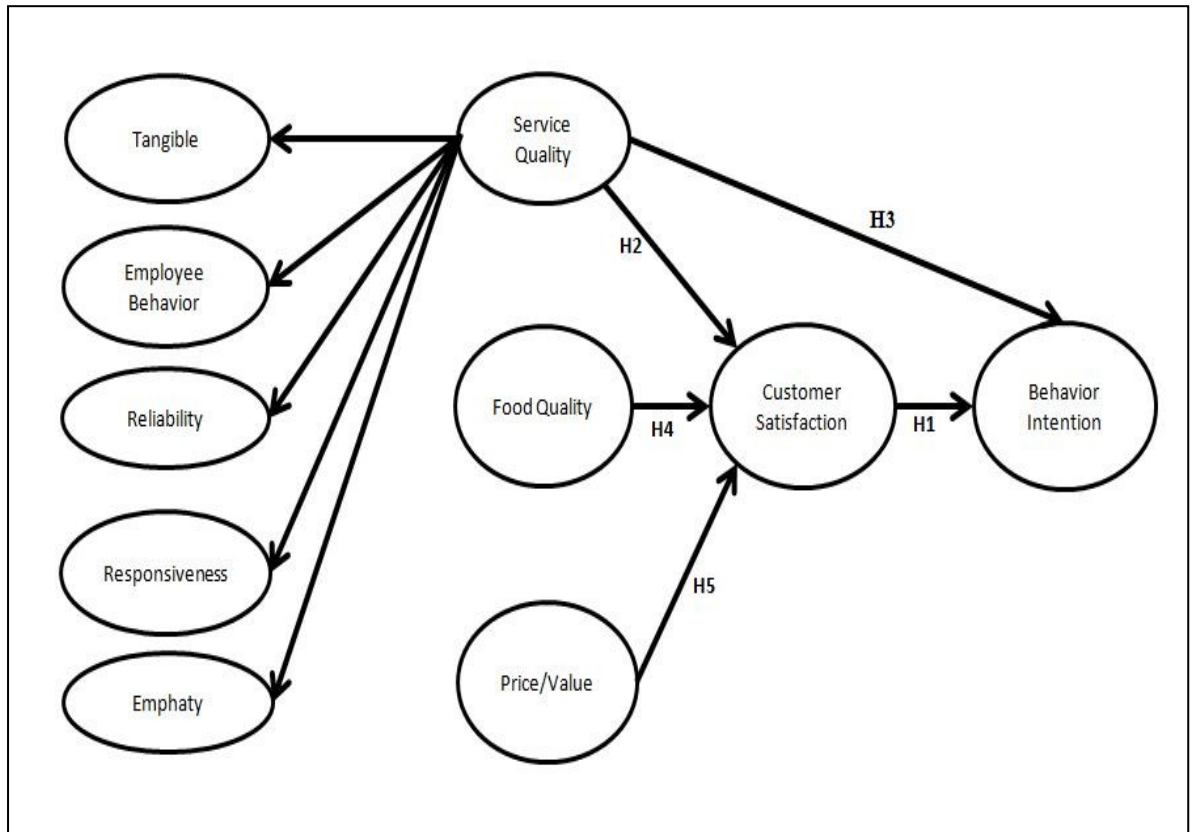 Tangible
Service
Quality
H3
H2
Employee
Behavior
Reliability
Food Quality
H4
Customer
Satisfaction
H1
Behavior
Intention
Responsiveness
H5
Price/Value
Emphaty